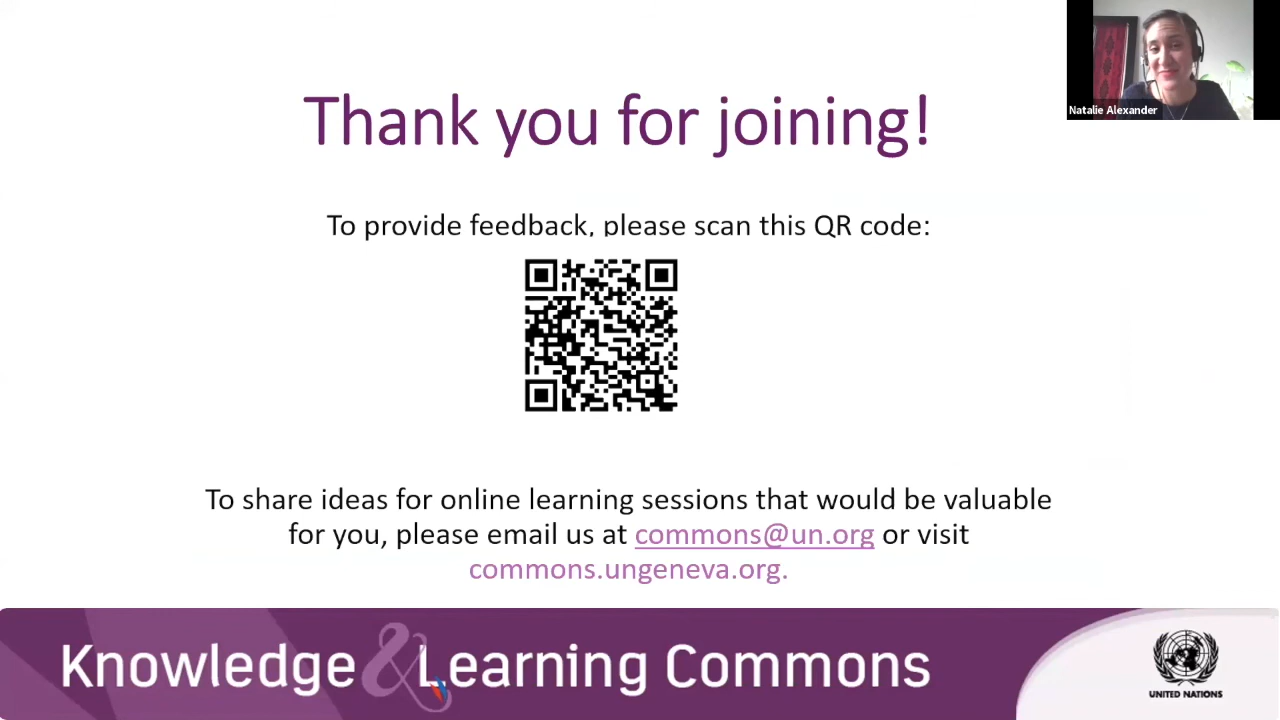 Thank you for joining!
Natalie Alexander
To provide feedback, please scan this QR code:
To share ideas for online learning sessions that would be valuable
for you, please email us at commons@un.org or visit
commons.ungeneva.org.
Knowledge & Learning Commons
UNITED NATIONS